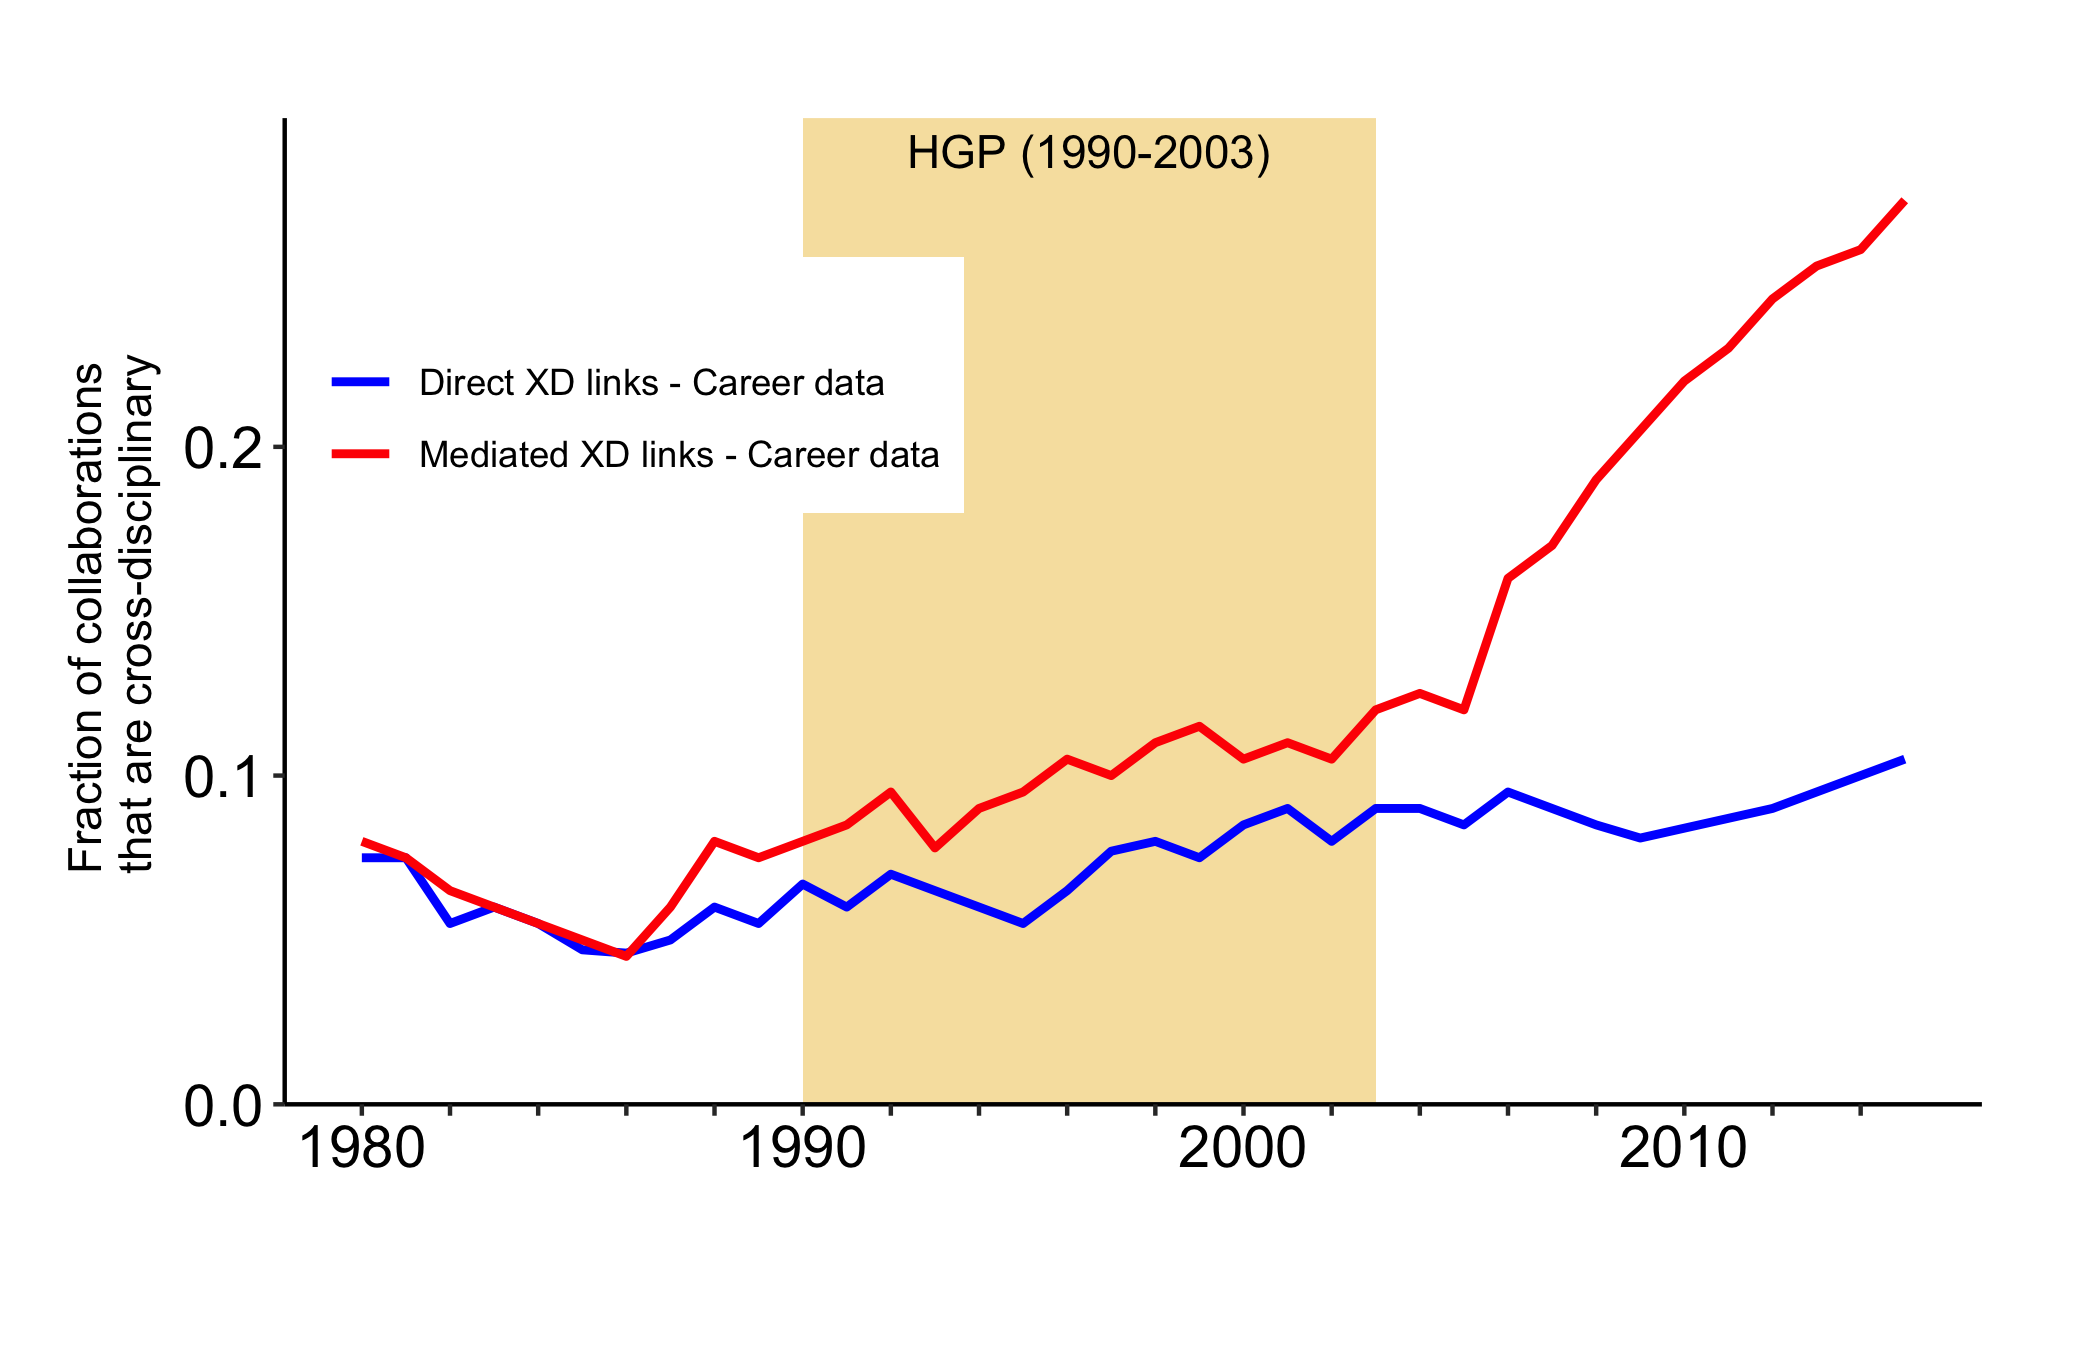 HGP (1990-2003)
Direct XD links - Career data
Mediated XD links - Career data
Fraction of collaborations
that are cross-disciplinary
0.2
0.1
0.0
1980
1990
2000
2010